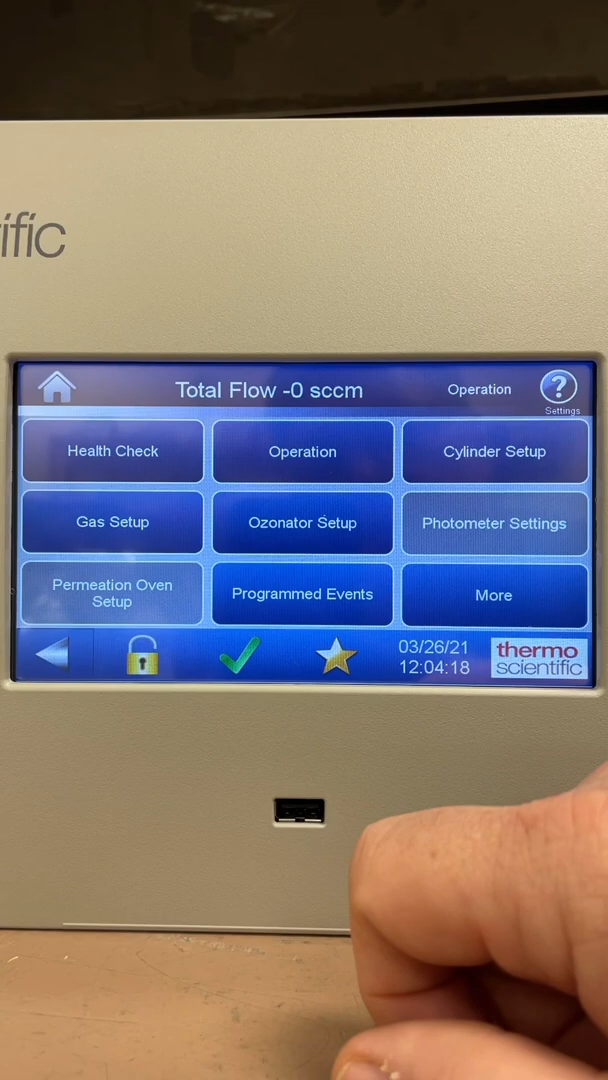 ific
Total Flow -0 sccm
Operation
Settings
Health Check
Operation
Cylinder Setup
Gas Setup
Ozonator Setup
Photometer Settings
Permeation Oven
Setup
Programmed Events
More
03/26/21
12:04:18
thermo
scientific